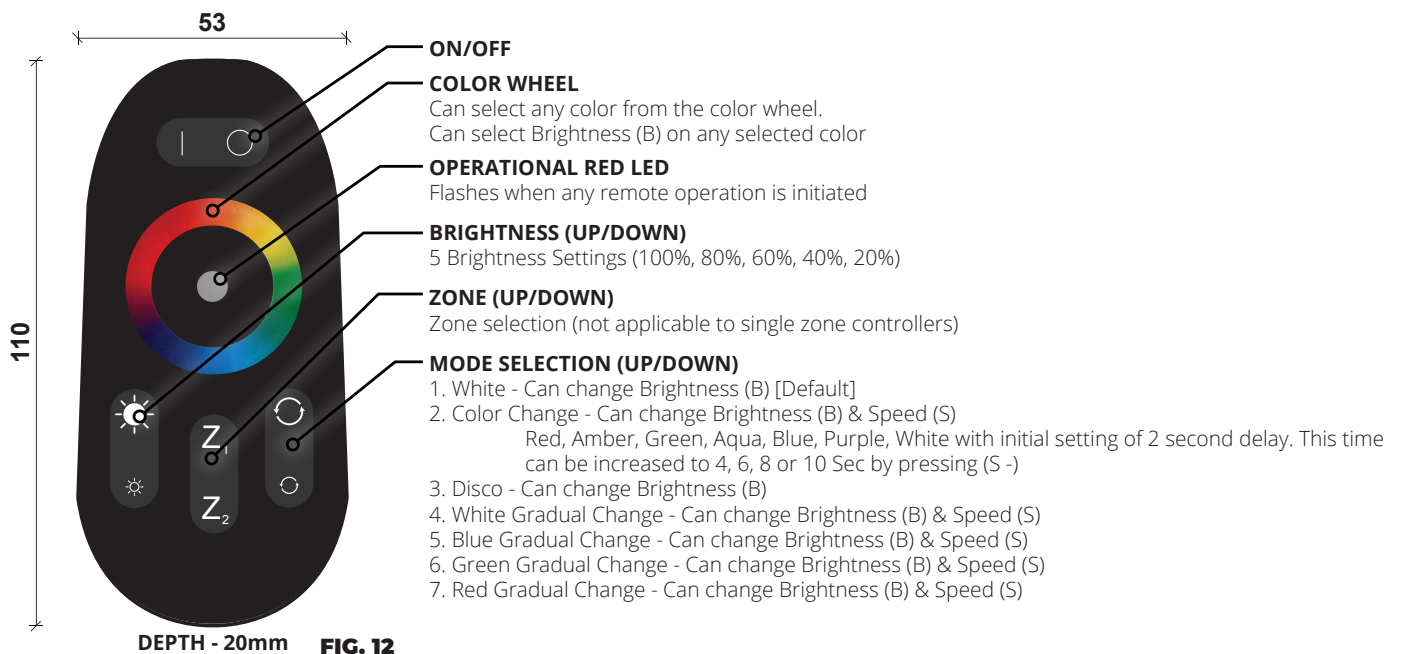 53
ON/OFF
COLOR WHEEL
Can select any color from the color wheel.
Can select Brightness (B) on any selected color
OPERATIONAL RED LED
Flashes when any remote operation is initiated
BRIGHTNESS (UP/DOWN)
5 Brightness Settings (100%, 80%, 60%, 40%, 20%)
ZONE (UP/DOWN)
Zone selection (not applicable to single zone controllers)
110
MODE SELECTION (UP/DOWN)
1. White - Can change Brightness (B) [Default]
2. Color Change - Can change Brightness (B) & Speed (S)
Red, Amber, Green, Aqua, Blue, Purple, White with initial setting of 2 second delay. This time
can be increased to 4, 6, 8 or 10 Sec by pressing (S -)
3. Disco - Can change Brightness (B)
4. White Gradual Change - Can change Brightness (B) & Speed (S)
5. Blue Gradual Change - Can change Brightness (B) & Speed (S)
6. Green Gradual Change - Can change Brightness (B) & Speed (S)
7. Red Gradual Change - Can change Brightness (B) & Speed (S)
Z1
Z2
DEPTH - 20mm FIG. 12